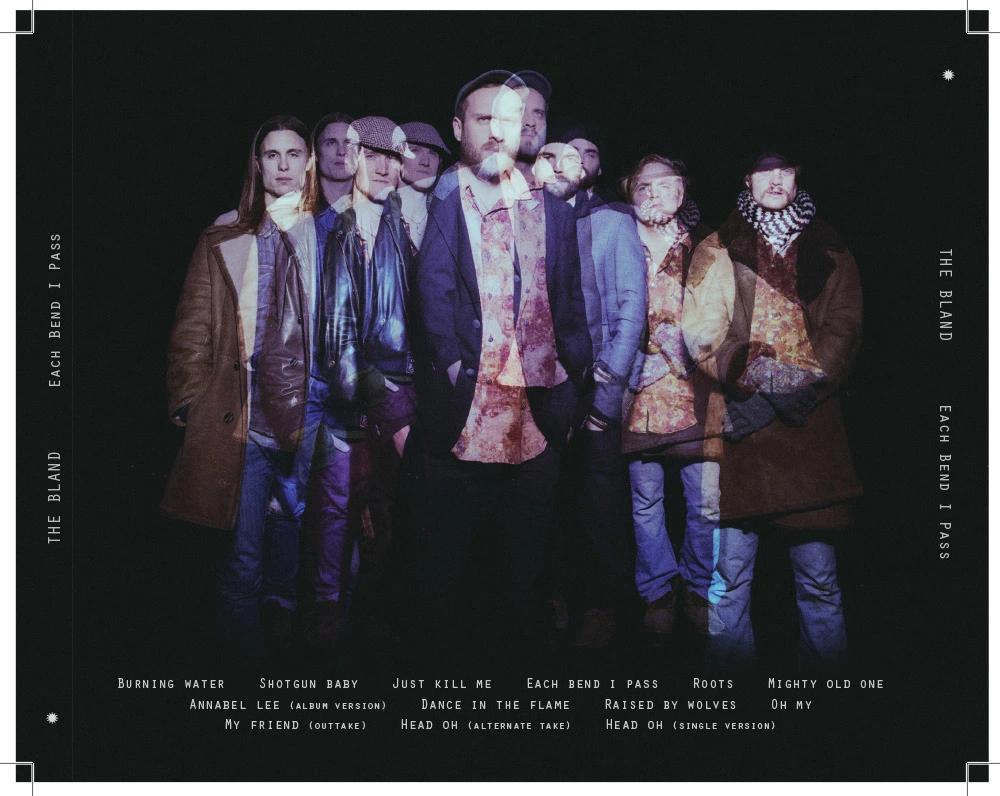 Each Bend I Pass
THE BLAND
THE BLAND
Each Bend I Pass
Burning water Shotgun baby Just kill me Each bend I pass Roots Mighty old one
Annabel Lee (album version) Dance in the flame Raised by wolves Oh my
My friend (outtake) Head oh (alternate take) Head oh (single version)